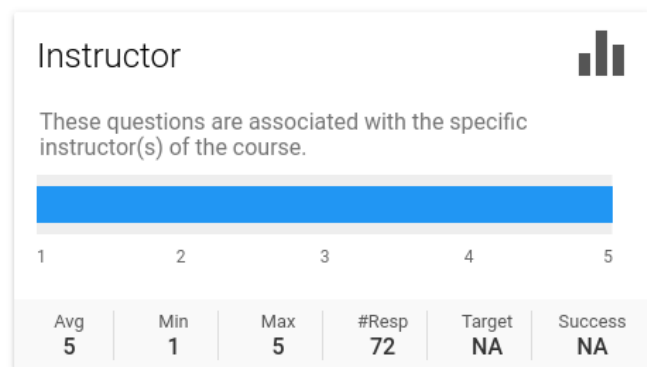 Instructor
These questions are associated with the specific
instructor(s) of the course.
1 2 3 4 5
Avg Min Max #Resp Target Success
5 1 5 72 NA NA